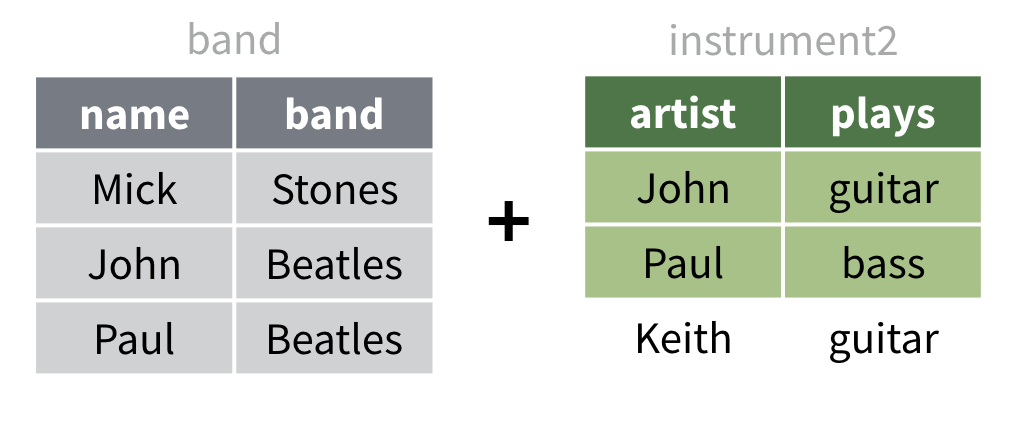 band
name band
Mick Stones
John Beatles
Paul Beatles
+
instrument2
artist plays
John guitar
Paul bass
Keith guitar